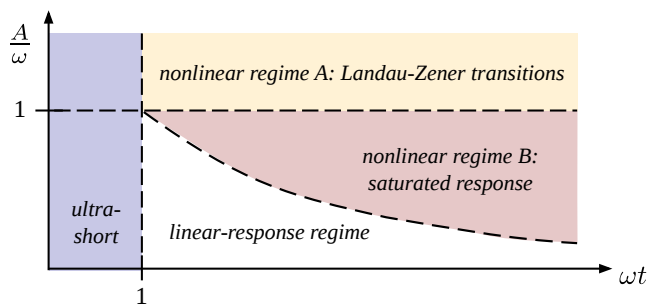 A
ω
nonlinear regime A: Landau-Zener transitions
1
nonlinear regime B:
saturated response
ultra-
short
linear-response regime
ωt
1